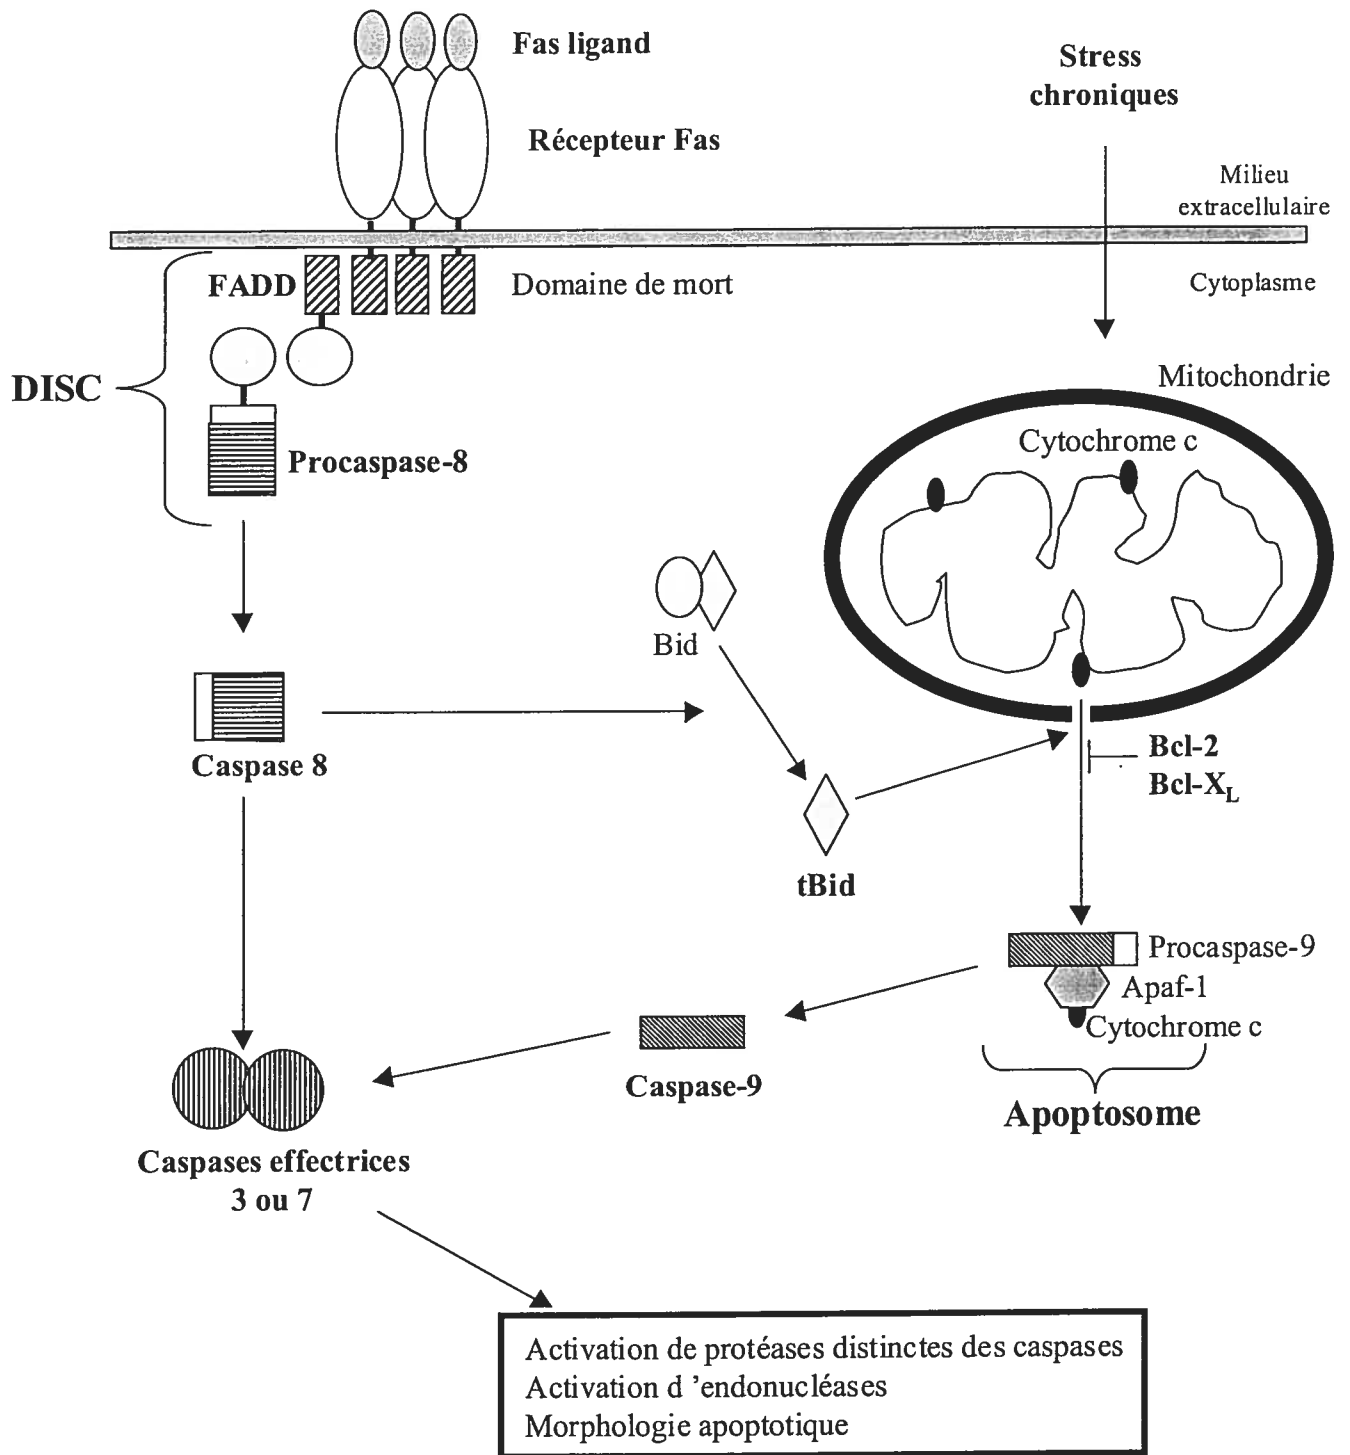 Fas ligand
Stress
chroniques
Récepteur Fas
Milieu
extracellulaire
FADD
Domaine de mort
Cytoplasme
DISC
Mitochondrie
Cytochrome c
Procaspase-8
Bid
Caspase 8
Bcl-2
Bcl-XL
tBid
Procaspase-9
Apaf-1
Cytochrome c
Caspase-9
Apoptosome
Caspases effectrices
3 ou 7
Activation de protéases distinctes des caspases
Activation d ’endonucléases
Morphologie apoptotique